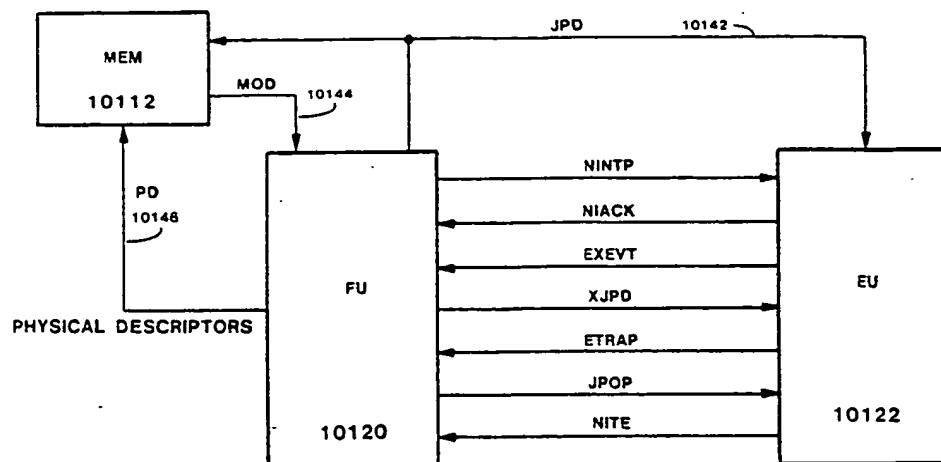 JPD
10142
MEM
10112
MOD
10144
PD
10146
PHYSICAL DESCRIPTORS
FU
10120
NINTP
NIACK
EXEVT
XJPD
ETRAP
JPOP
NITE
EU
10122